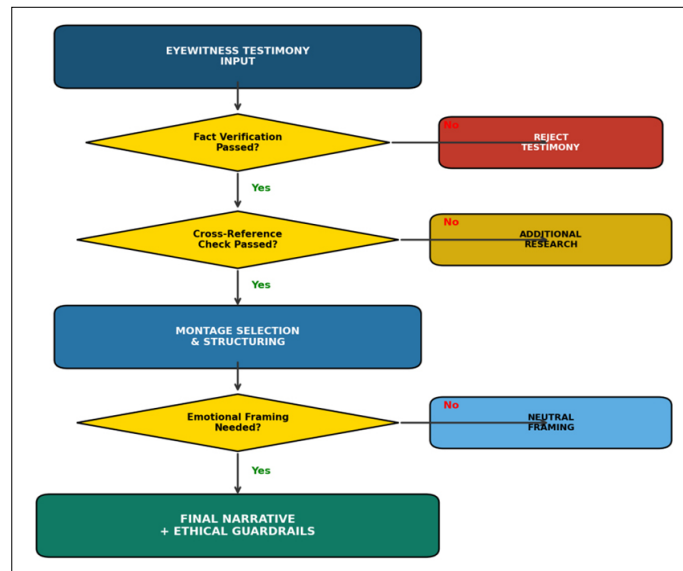 EYEWITNESS TESTIMONY
INPUT
Fact Verification
Passed?
No
REJECT
TESTIMONY
Yes
Cross-Reference
Check Passed?
No
ADDITIONAL
RESEARCH
Yes
MONTAGE SELECTION
& STRUCTURING
Emotional Framing
Needed?
No
NEUTRAL
FRAMING
Yes
FINAL NARRATIVE
+ ETHICAL GUARDRAILS